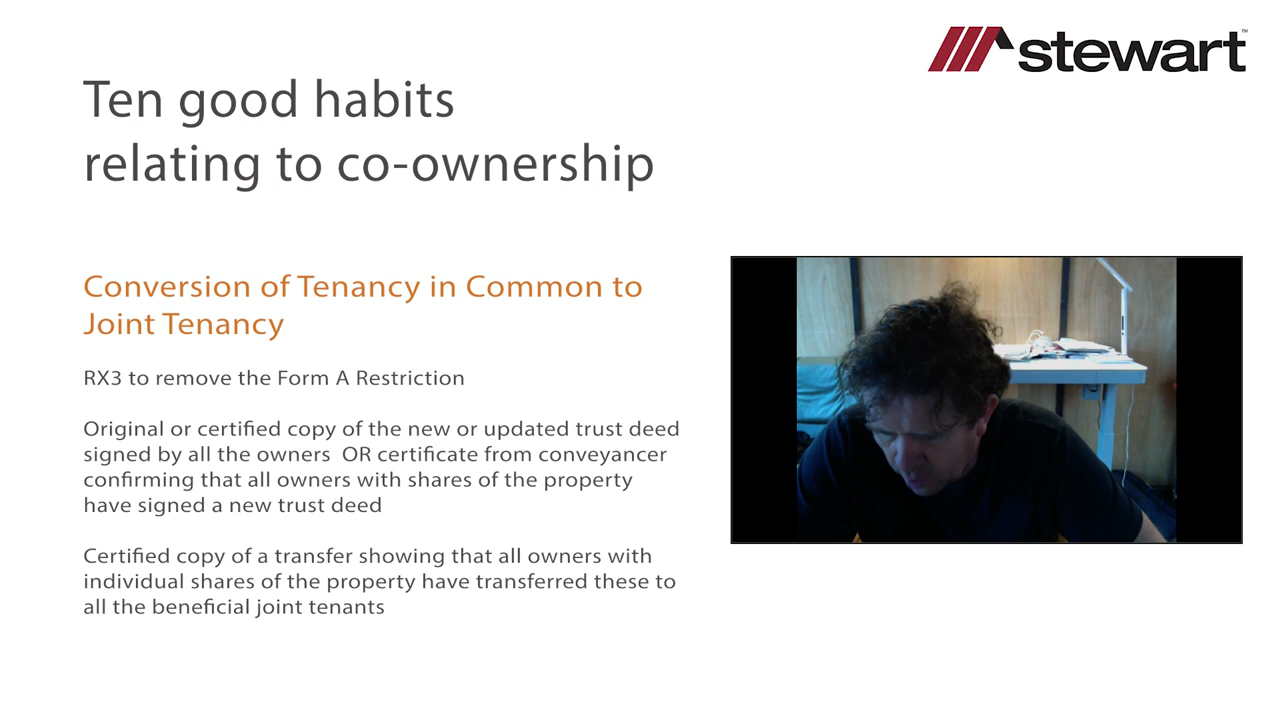 stewart™
Ten good habits
relating to co-ownership
Conversion of Tenancy in Common to
Joint Tenancy
RX3 to remove the Form A Restriction
Original or certified copy of the new or updated trust deed
signed by all the owners  OR certificate from conveyancer
confirming that all owners with shares of the property
have signed a new trust deed
Certified copy of a transfer showing that all owners with
individual shares of the property have transferred these to
all the beneficial joint tenants